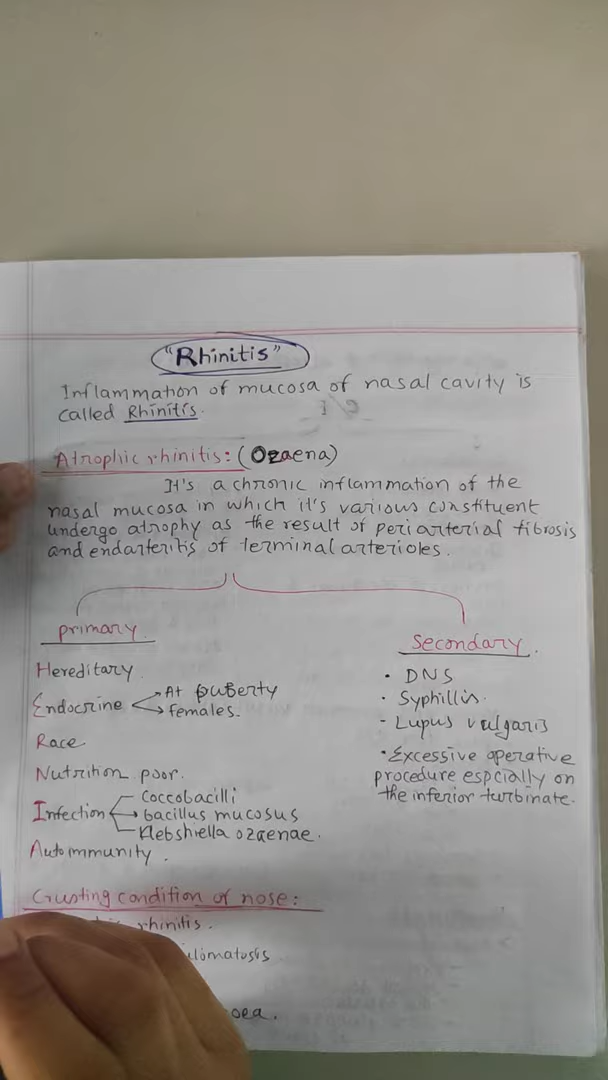 "Rhinitis"
Inflammation of mucosa of nasal cavity is
called Rhinitis.
Atrophic rhinitis: (Ozaena)
It's a chronic inflammation of the
nasal mucosa in which it's various constituent
undergo atrophy as the result of periarterial fibrosis
and endarteritis of terminal arterioles.
primary.
Hereditary.
Endocrine At puberty
females.
Race
Nutrition poor.
Infection Coccobacilli
bacillus mucosus
Klebshiella ozaenae.
Autoimmunity.
Secondary.
• DNS
• Syphillis.
- Lupus vulgaris
• Excessive operative
procedure espcially on
the inferior turbinate.
Crusting condition of nose:
rhinitis.